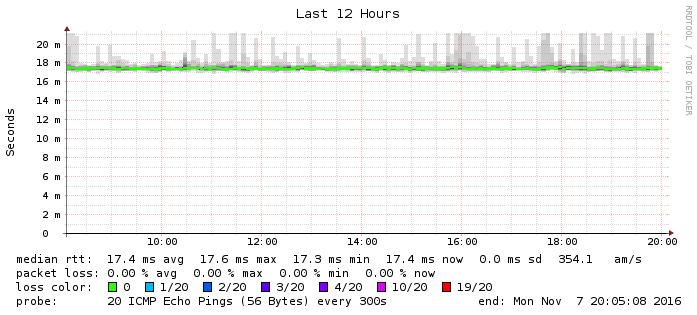 Last 12 Hours
RRDTOOL / TOBI OETIKER
Seconds
20 m
18 m
16 m
14 m
12 m
10 m
8 m
6 m
4 m
2 m
0
10:00 12:00 14:00 16:00 18:00 20:00
median rtt: 17.4 ms avg 17.6 ms max 17.3 ms min 17.4 ms now 0.0 ms sd 354.1 am/s
packet loss: 0.00 % avg 0.00 % max 0.00 % min 0.00 % now
loss color: 0 1/20 2/20 3/20 4/20 10/20 19/20
probe: 20 ICMP Echo Pings (56 Bytes) every 300s end: Mon Nov 7 20:05:08 2016